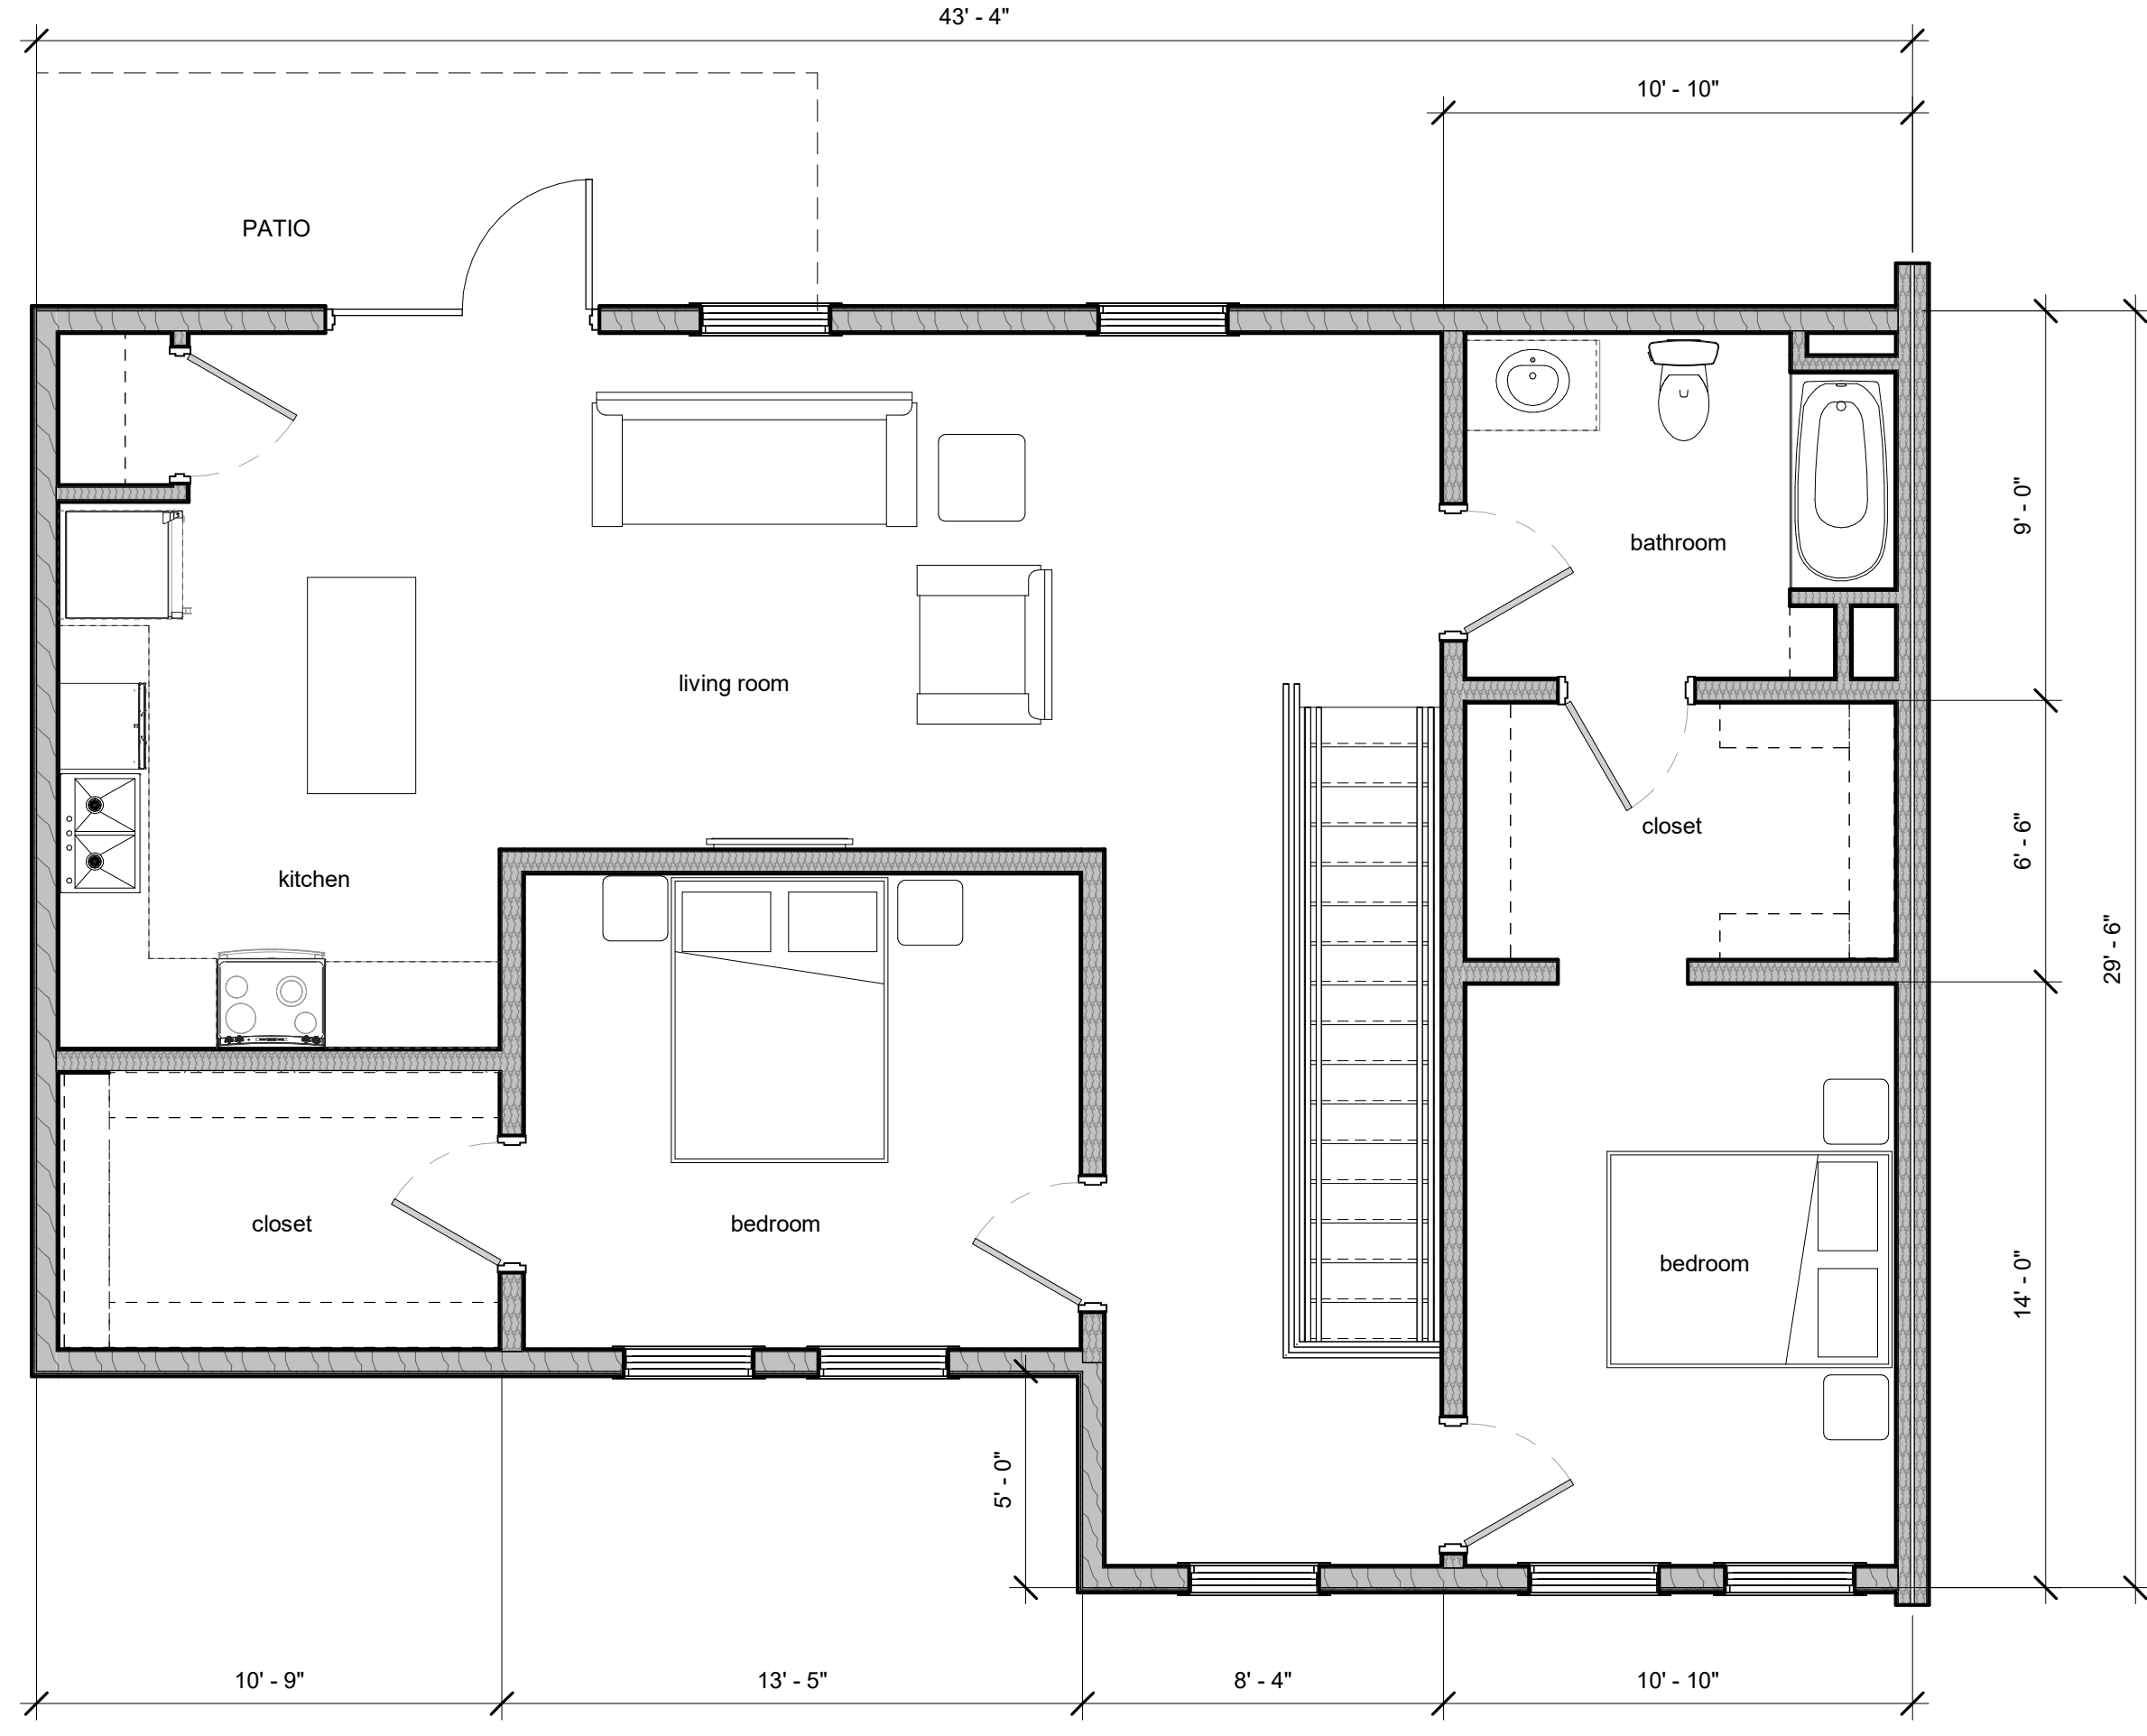 43' - 4"
10' - 10"
PATIO
9' - 0"
bathroom
living room
closet
6' - 6"
kitchen
29' - 6"
closet
bedroom
bedroom
14' - 0"
5' - 0"
10' - 9"
13' - 5"
8' - 4"
10' - 10"